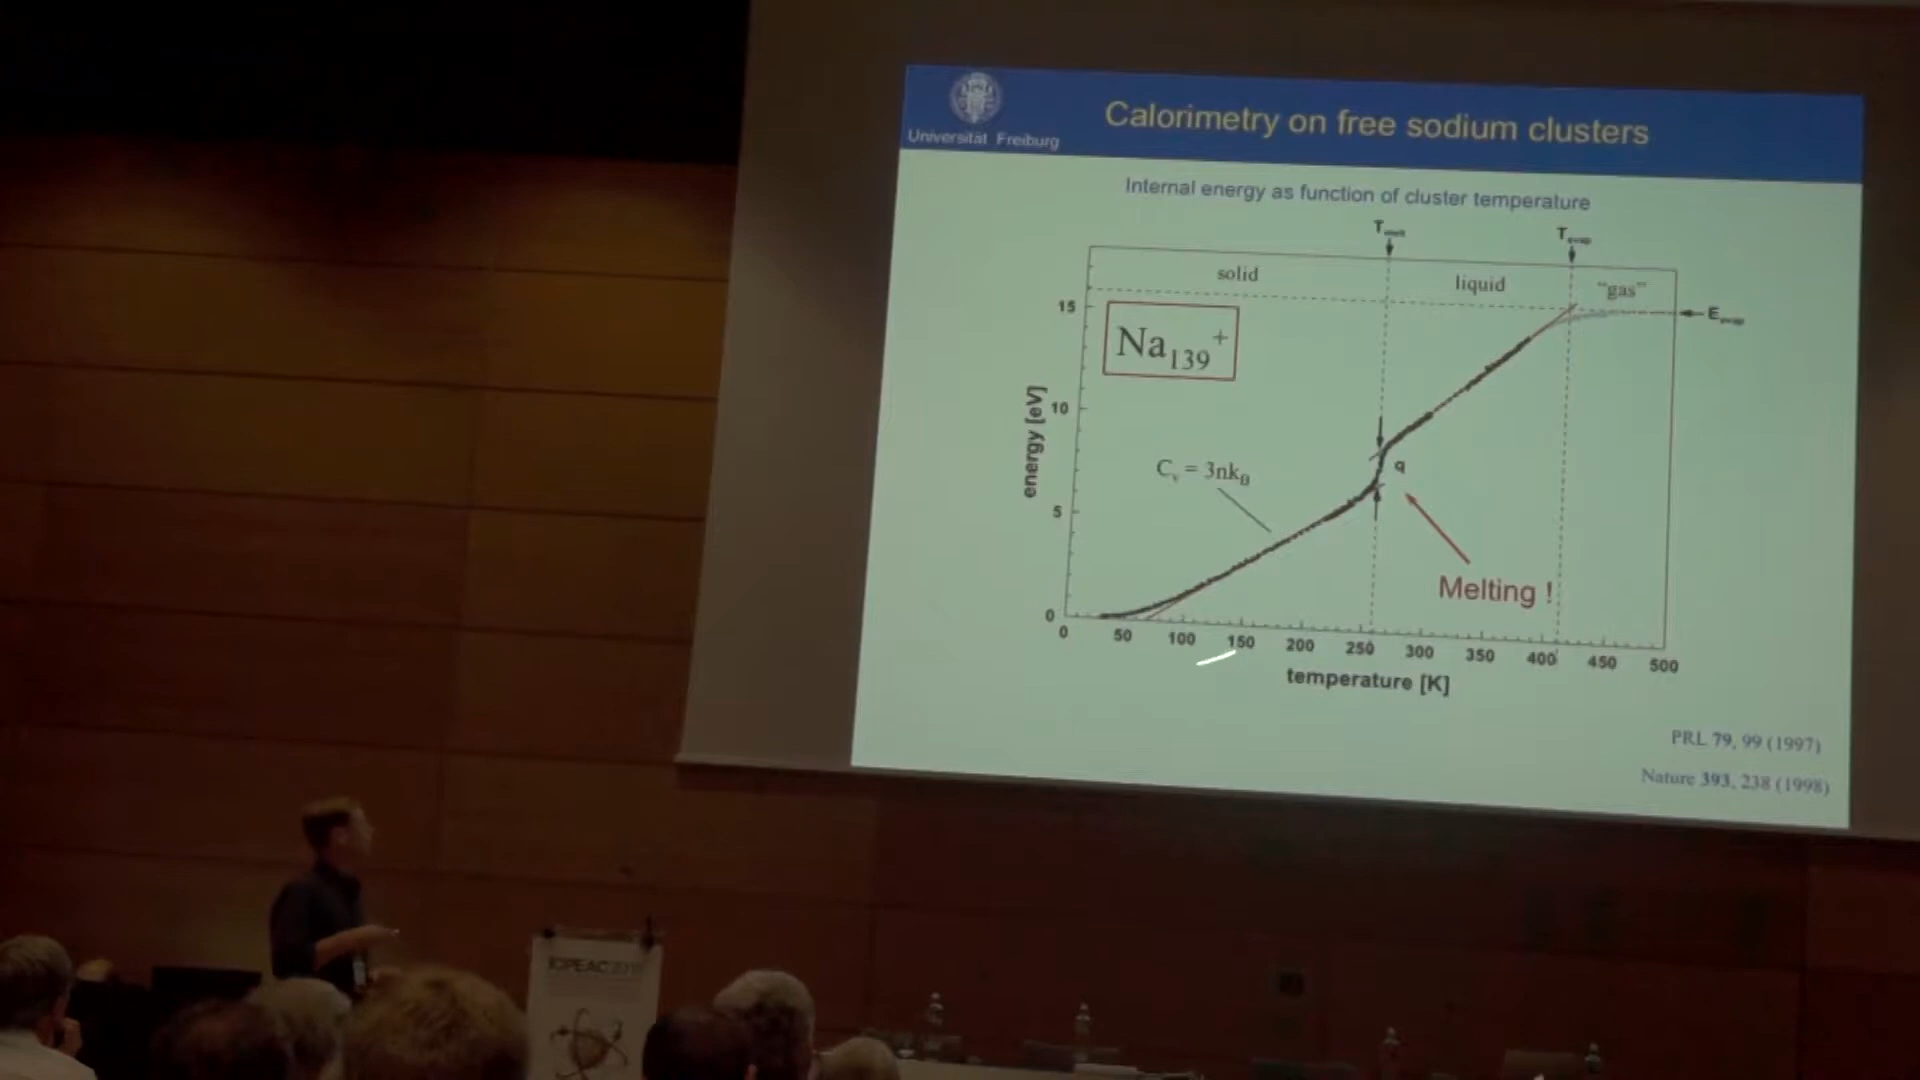 Universität Freiburg
Calorimetry on free sodium clusters
Internal energy as function of cluster temperature
T melt
T evap
solid
liquid
"gas"
15
E evap
Na139+
10
energy [eV]
Cv = 3nkB
q
5
Melting !
0
0 50 100 150 200 250 300 350 400 450 500
temperature [K]
PRL 79, 99 (1997)
Nature 393, 238 (1998)
ICPEAC